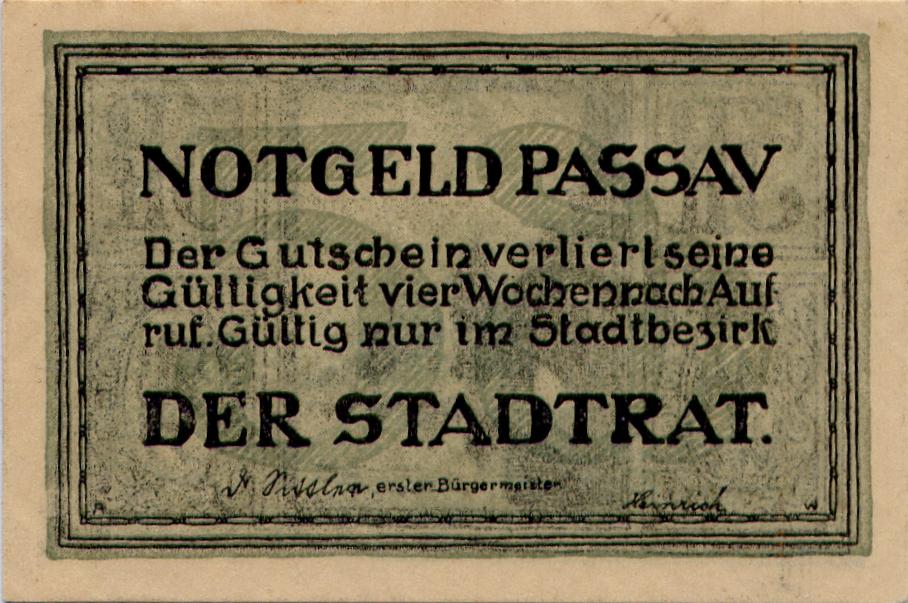 NOTGELD PASSAV
Der Gutschein verliert seine
Gültigkeit vier Wochen nach Auf-
ruf. Gültig nur im Stadtbezirk
DER STADTRAT.
erster Bürgermeister
Heinrich